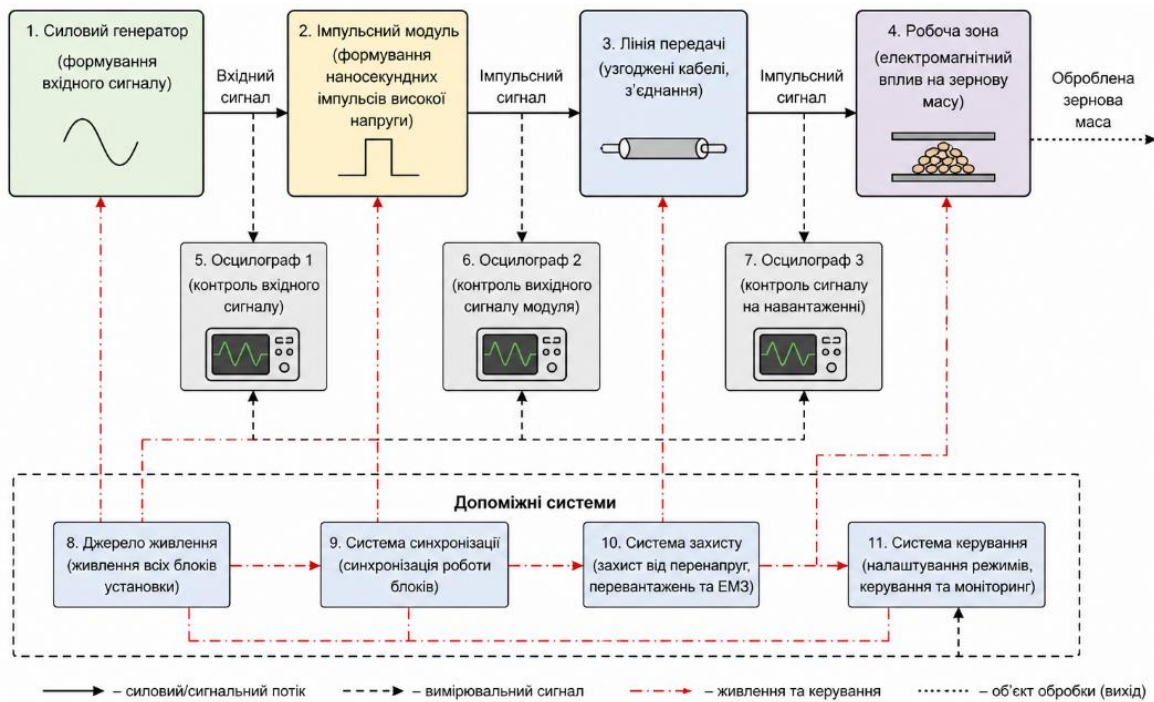 1. Силовий генератор
(формування
вхідного сигналу)
Вхідний
сигнал
2. Імпульсний модуль
(формування
наносекундних
імпульсів високої
напруги)
Імпульсний
сигнал
3. Лінія передачі
(узгоджені кабелі,
з’єднання)
Імпульсний
сигнал
4. Робоча зона
(електромагнітний
вплив на зернову
масу)
Оброблена
зернова
маса
5. Осцилограф 1
(контроль вхідного
сигналу)
6. Осцилограф 2
(контроль вихідного
сигналу модуля)
7. Осцилограф 3
(контроль сигналу
на навантаженні)
Допоміжні системи
8. Джерело живлення
(живлення всіх блоків
установки)
9. Система синхронізації
(синхронізація роботи
блоків)
10. Система захисту
(захист від перенапруг,
перевантажень та ЕМЗ)
11. Система керування
(налаштування режимів,
керування та моніторинг)
– силовий/сигнальний потік
– вимірювальний сигнал
– живлення та керування
– об’єкт обробки (вихід)